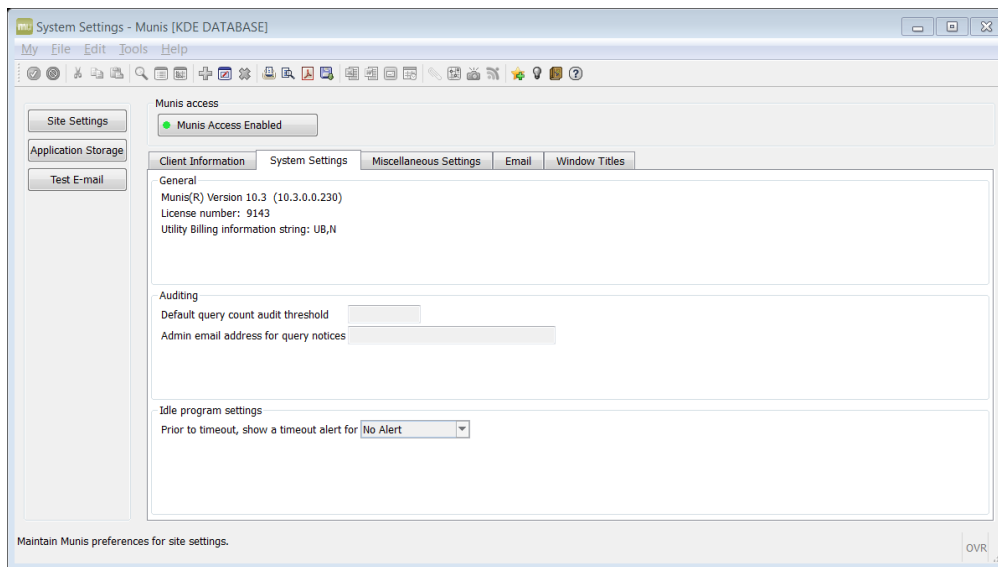 mu System Settings - Munis [KDE DATABASE]
My File Edit Tools Help
Munis access
Site Settings
Munis Access Enabled
Application Storage
Test E-mail
Client Information System Settings Miscellaneous Settings Email Window Titles
General
Munis(R) Version 10.3 (10.3.0.0.230)
License number: 9143
Utility Billing information string: UB,N
Auditing
Default query count audit threshold
Admin email address for query notices
Idle program settings
Prior to timeout, show a timeout alert for No Alert
Maintain Munis preferences for site settings.
OVR